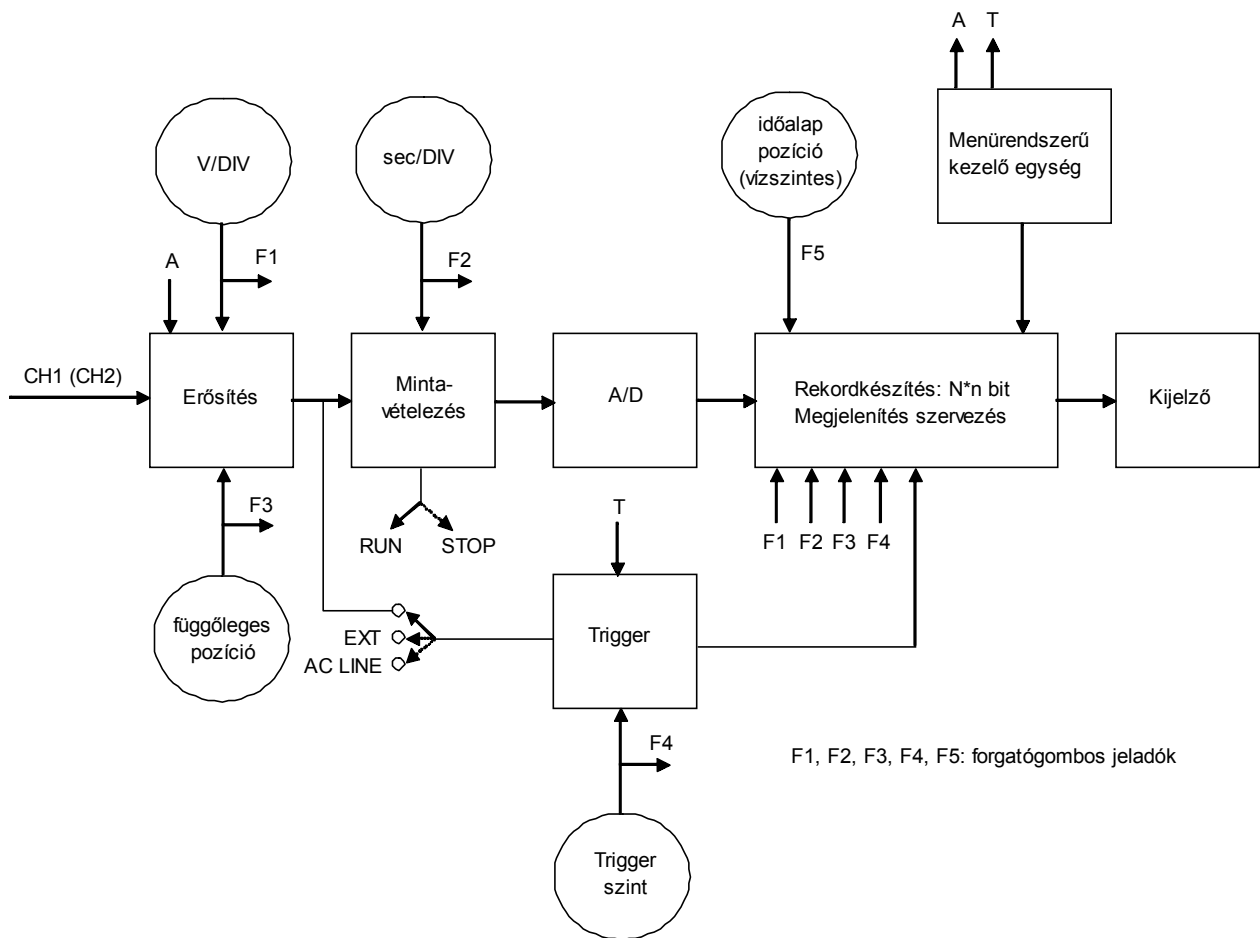 A
T
V/DIV
sec/DIV
időalap
pozíció
(vízszintes)
Menürendszerű
kezelő egység
A
F1
F2
F5
CH1 (CH2)
Erősítés
Minta-
vételezés
A/D
Rekordkészítés: N*n bit
Megjelenítés szervezés
Kijelző
F3
RUN
STOP
T
F1
F2
F3
F4
függőleges
pozíció
EXT
AC LINE
Trigger
F4
F1, F2, F3, F4, F5: forgatógombos jeladók
Trigger
szint